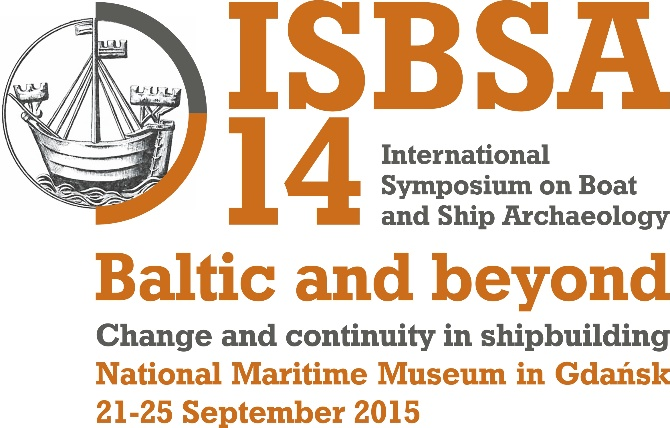 ISBSA
14
International
Symposium on Boat
and Ship Archaeology
Baltic and beyond
Change and continuity in shipbuilding
National Maritime Museum in Gdańsk
21-25 September 2015